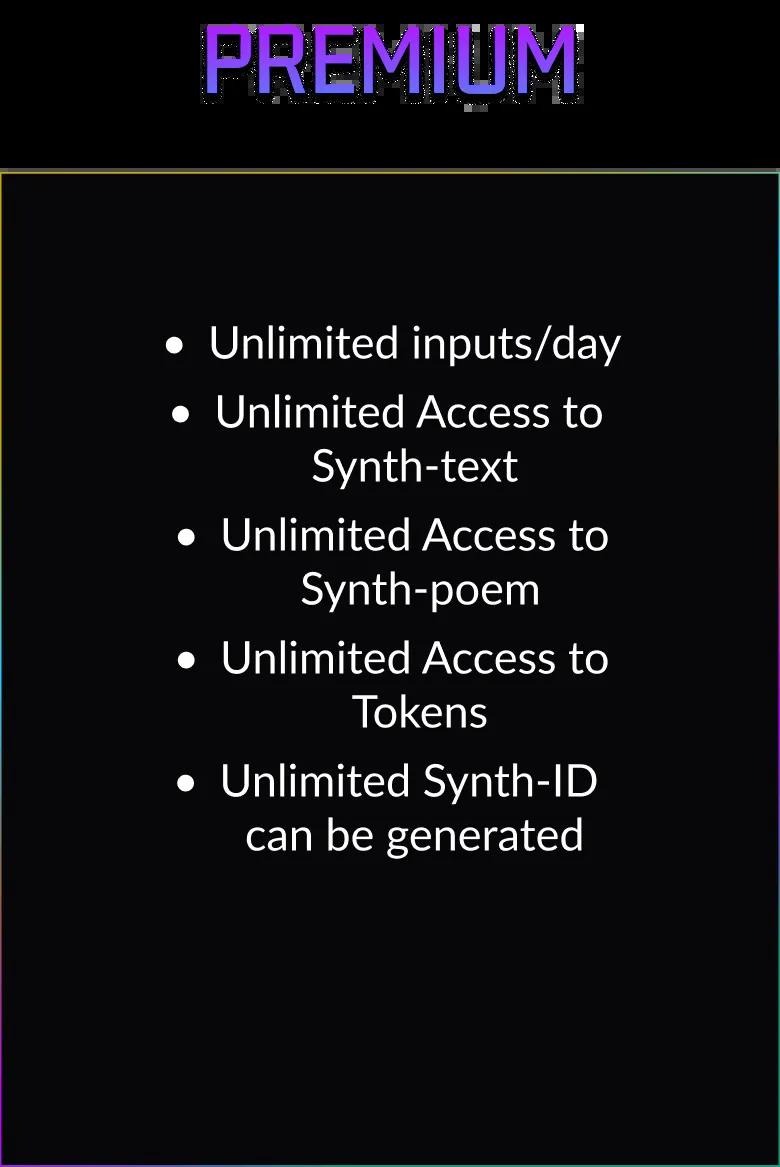 PREMIUM
• Unlimited inputs/day
• Unlimited Access to
Synth-text
• Unlimited Access to
Synth-poem
• Unlimited Access to
Tokens
• Unlimited Synth-ID
can be generated